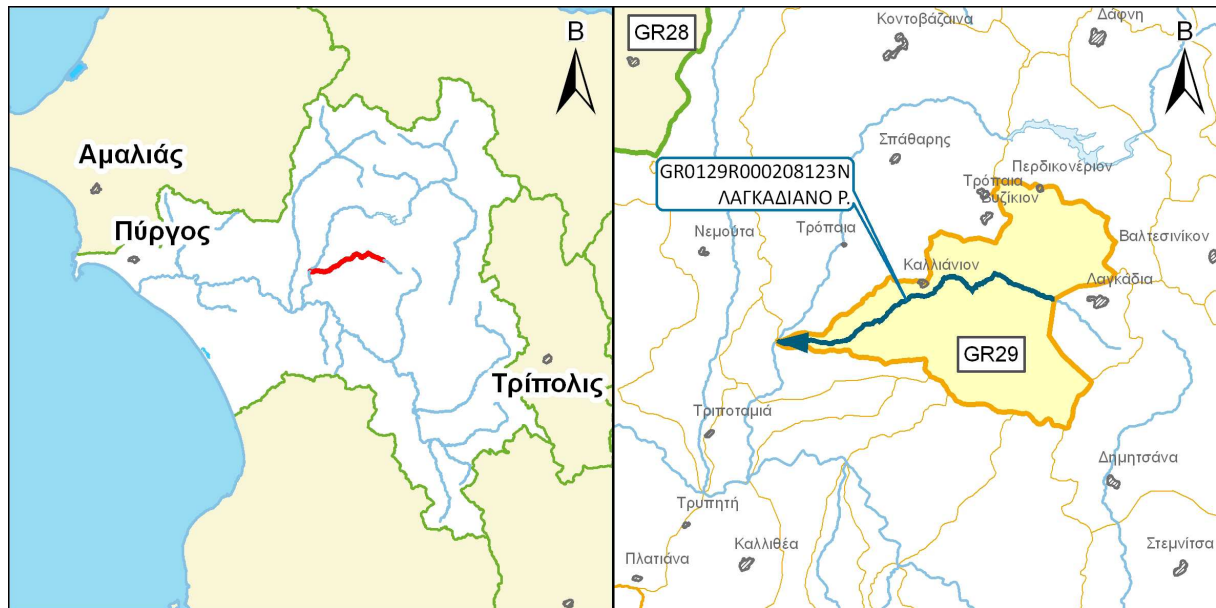 B
Αμαλιάς
Πύργος
Τρίπολις
GR28
Κοντοβάζαινα
Δάφνη
B
Σπάθαρης
GR0129R000208123N
ΛΑΓΚΑΔΙΑΝΟ Ρ.
Περδικονέριον
Τρόπαια
Βυζίκιον
Νεμούτα
Τρόπαια
Βαλτεσινίκον
Καλλιάνιον
Λαγκάδια
GR29
Τριποταμιά
Δημητσάνα
Τρυπητή
Καλλιθέα
Στεμνίτσα
Πλατιάνα